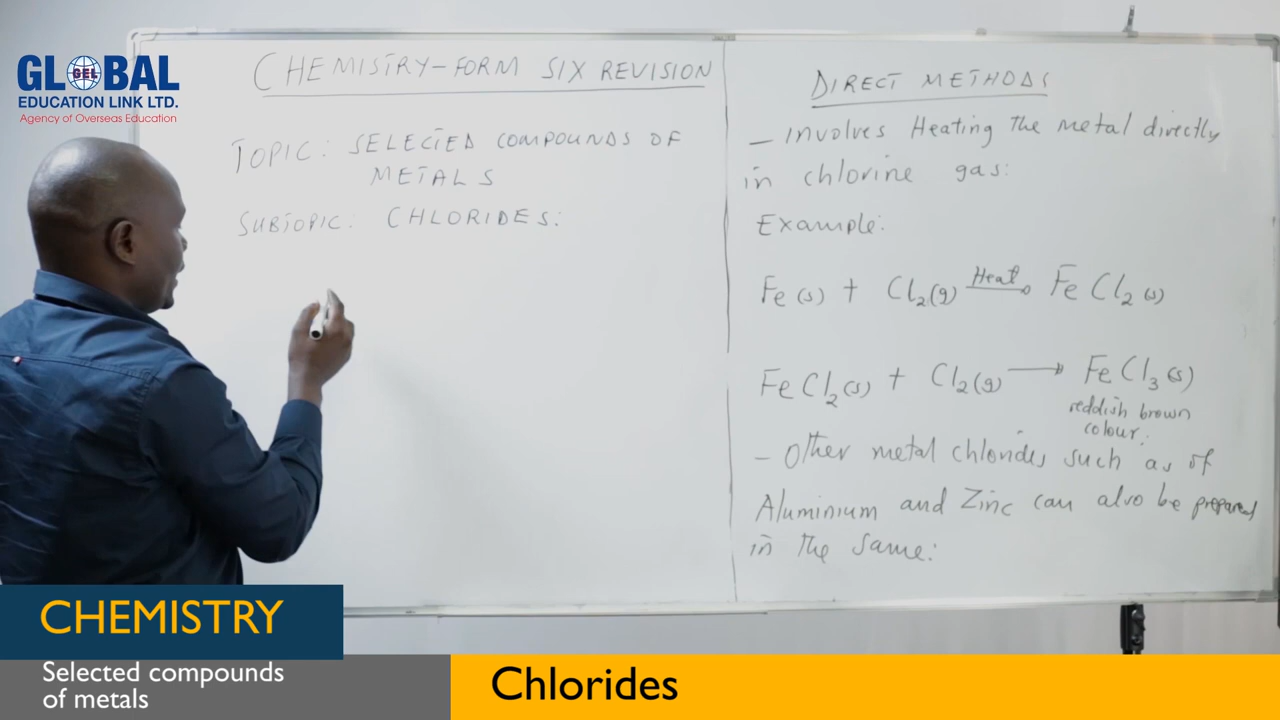 GLOBAL
GEL
EDUCATION LINK LTD.
Agency of Overseas Education
CHEMISTRY-FORM SIX REVISION
TOPIC: SELECTED COMPOUNDS OF
METALS
SUBTOPIC: CHLORIDES:
DIRECT METHODS
- involves Heating the metal directly
in chlorine gas:
Example:
Fe(s) + Cl₂(g) Heat→ FeCl₂(s)
FeCl₂(s) + Cl₂(g) → FeCl₃(s)
reddish brown
colour:
- Other metal chlorides such as of
Aluminium and Zinc can also be prepared
in the same:
CHEMISTRY
Selected compounds
of metals
Chlorides